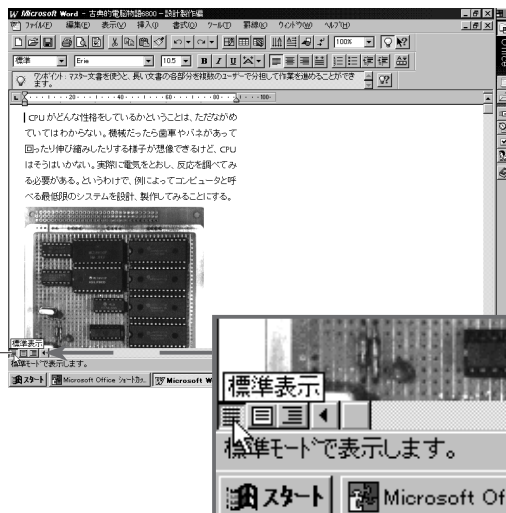 Microsoft Word - 古典的電脳物語6800 - 設計製作編
ファイル(F) 編集(E) 表示(V) 挿入(I) 書式(O) ツール(T) 罫線(A) ウィンドウ(W) ヘルプ(H)
100%
標準 Erie 10.5 B I U
ワンポイント: マスター文書を使うと、長い文書の各部分を複数のユーザーで分担して作業を進めることができ
ます。
20 40 60 80 100
CPUがどんな性格をしているかということは、ただながめ
ていてはわからない。機械だったら歯車やバネがあって
回ったり伸び縮みしたりする様子が想像できるけど、CPU
はそうはいかない。実際に電気をとおし、反応を調べてみ
る必要がある。というわけで、例によってコンピュータと呼
べる最低限のシステムを設計、製作してみることにする。
標準表示
標準モードで表示します。
スタート Microsoft Office ショートカッ.. Microsoft W
Office
標準表示
標準モードで表示します。
スタート Microsoft Of